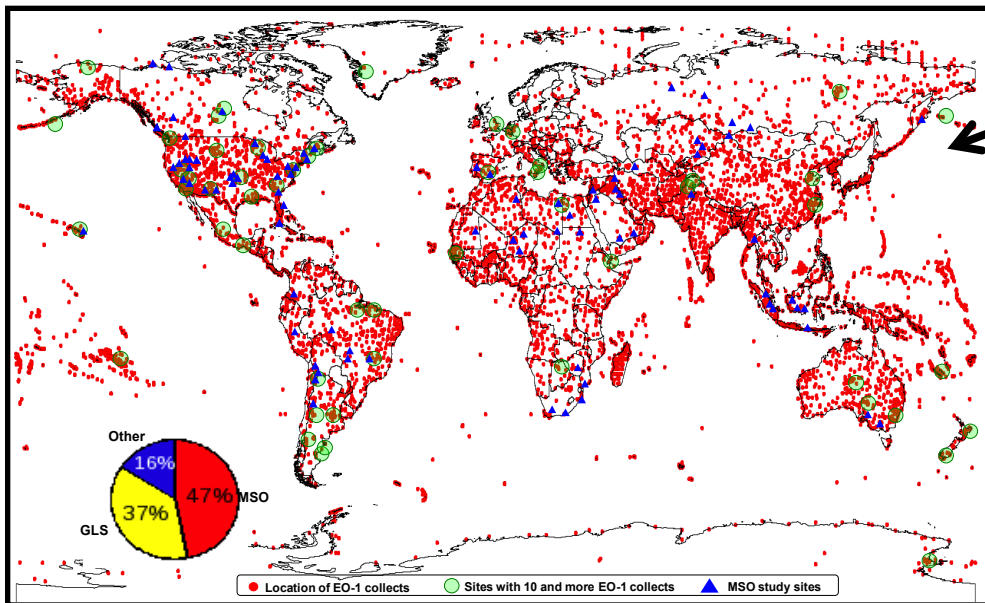 Other
16%
47%
MSO
37%
GLS
Location of EO-1 collects
Sites with 10 and more EO-1 collects
MSO study sites